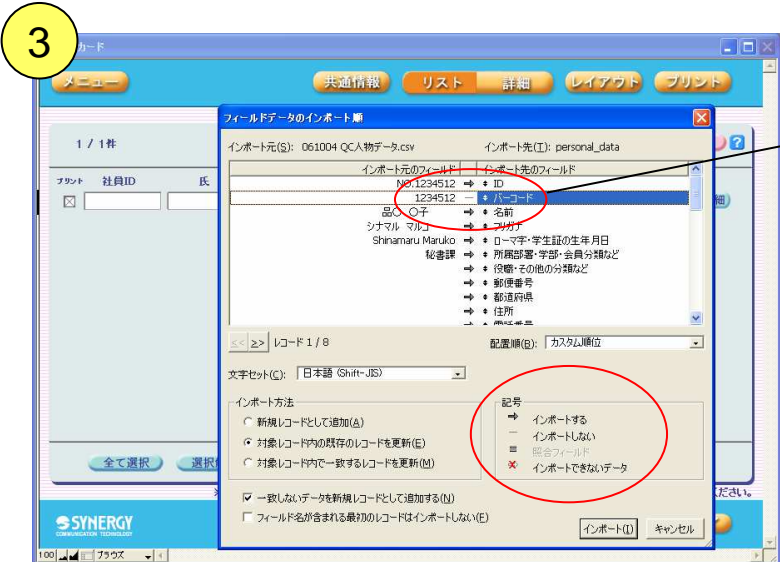 3
カード
メニュー
共通情報 リスト 詳細 レイアウト プリント
フィールドデータのインポート順
1 / 1件
インポート元(S): 061004 QC人物データ.csv インポート先(T): personal_data
プリント 社員ID 氏
インポート元のフィールド インポート先のフィールド
NO.1234512 ➡ ID
1234512 － バーコード
品〇 〇子 ➡ 名前
シナマル マルコ ➡ フリガナ
Shinamaru Maruko ➡ ローマ字・学生証の生年月日
秘書課 ➡ 所属部署・学部・会員分類など
➡ 役職・その他の分類など
➡ 郵便番号
➡ 都道府県
➡ 住所
➡ 電話番号
<< >> レコード 1 / 8 配置順(B): カスタム順位
文字セット(C): 日本語 (Shift-JIS)
インポート方法 記号
新規レコードとして追加(A) ➡ インポートする
対象レコード内の既存のレコードを更新(E) － インポートしない
対象レコード内で一致するレコードを更新(M) ≡ 照合フィールド
インポートできないデータ
全て選択 選択
一致しないデータを新規レコードとして追加する(N)
ださい。
フィールド名が含まれる最初のレコードはインポートしない(E)
インポート(I) キャンセル
SYNERGY
COMMUNICATION TECHNOLOGY
100 ブラウズ